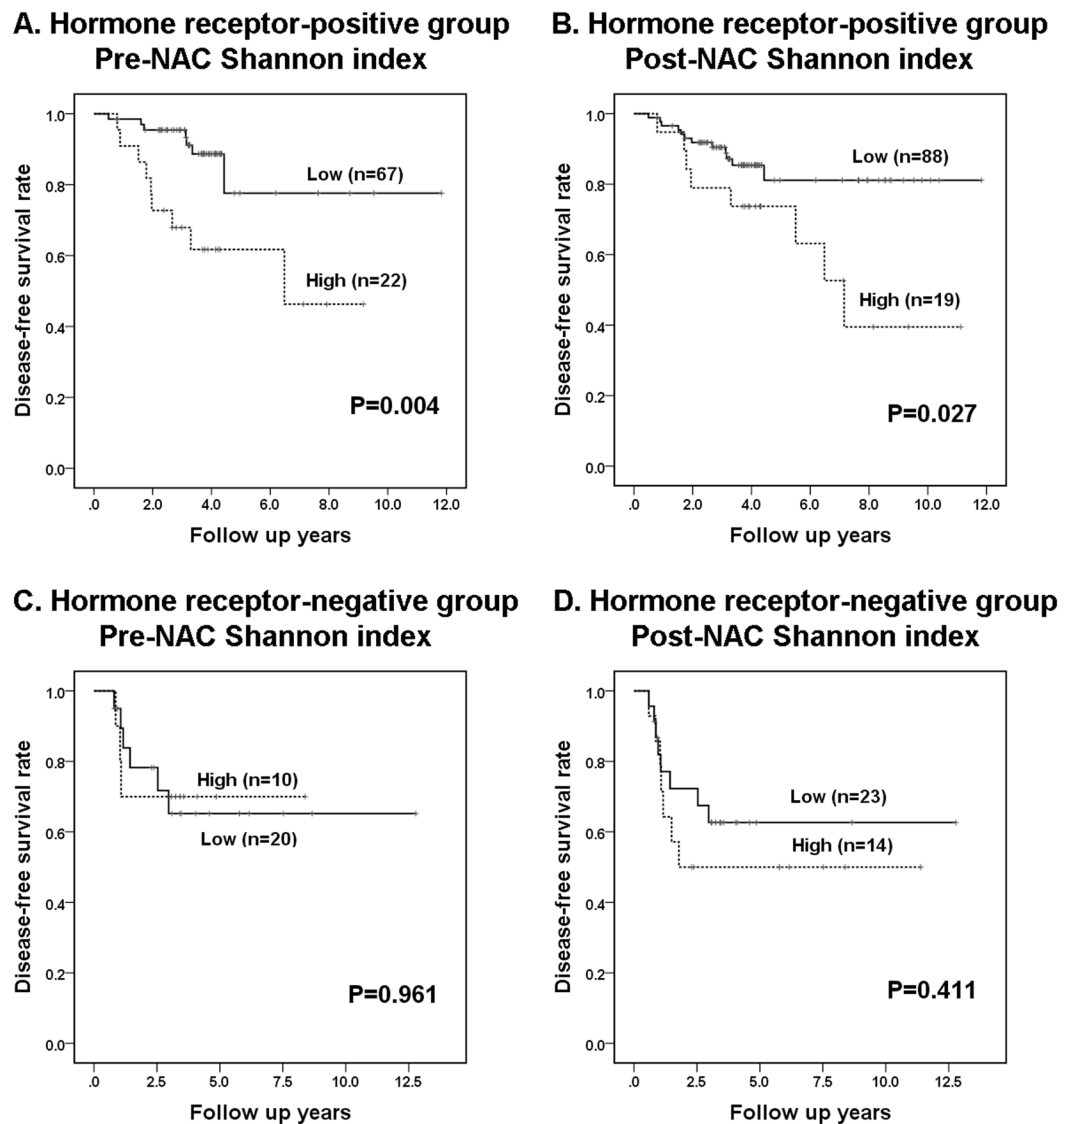 A. Hormone receptor-positive group
Pre-NAC Shannon index
1.0
0.8
0.6
0.4
0.2
0.0
Disease-free survival rate
Low (n=67)
High (n=22)
P=0.004
.0 2.0 4.0 6.0 8.0 10.0 12.0
Follow up years
B. Hormone receptor-positive group
Post-NAC Shannon index
1.0
0.8
0.6
0.4
0.2
0.0
Disease-free survival rate
Low (n=88)
High (n=19)
P=0.027
.0 2.0 4.0 6.0 8.0 10.0 12.0
Follow up years
C. Hormone receptor-negative group
Pre-NAC Shannon index
1.0
0.8
0.6
0.4
0.2
0.0
Disease-free survival rate
High (n=10)
Low (n=20)
P=0.961
.0 2.5 5.0 7.5 10.0 12.5
Follow up years
D. Hormone receptor-negative group
Post-NAC Shannon index
1.0
0.8
0.6
0.4
0.2
0.0
Disease-free survival rate
Low (n=23)
High (n=14)
P=0.411
.0 2.5 5.0 7.5 10.0 12.5
Follow up years